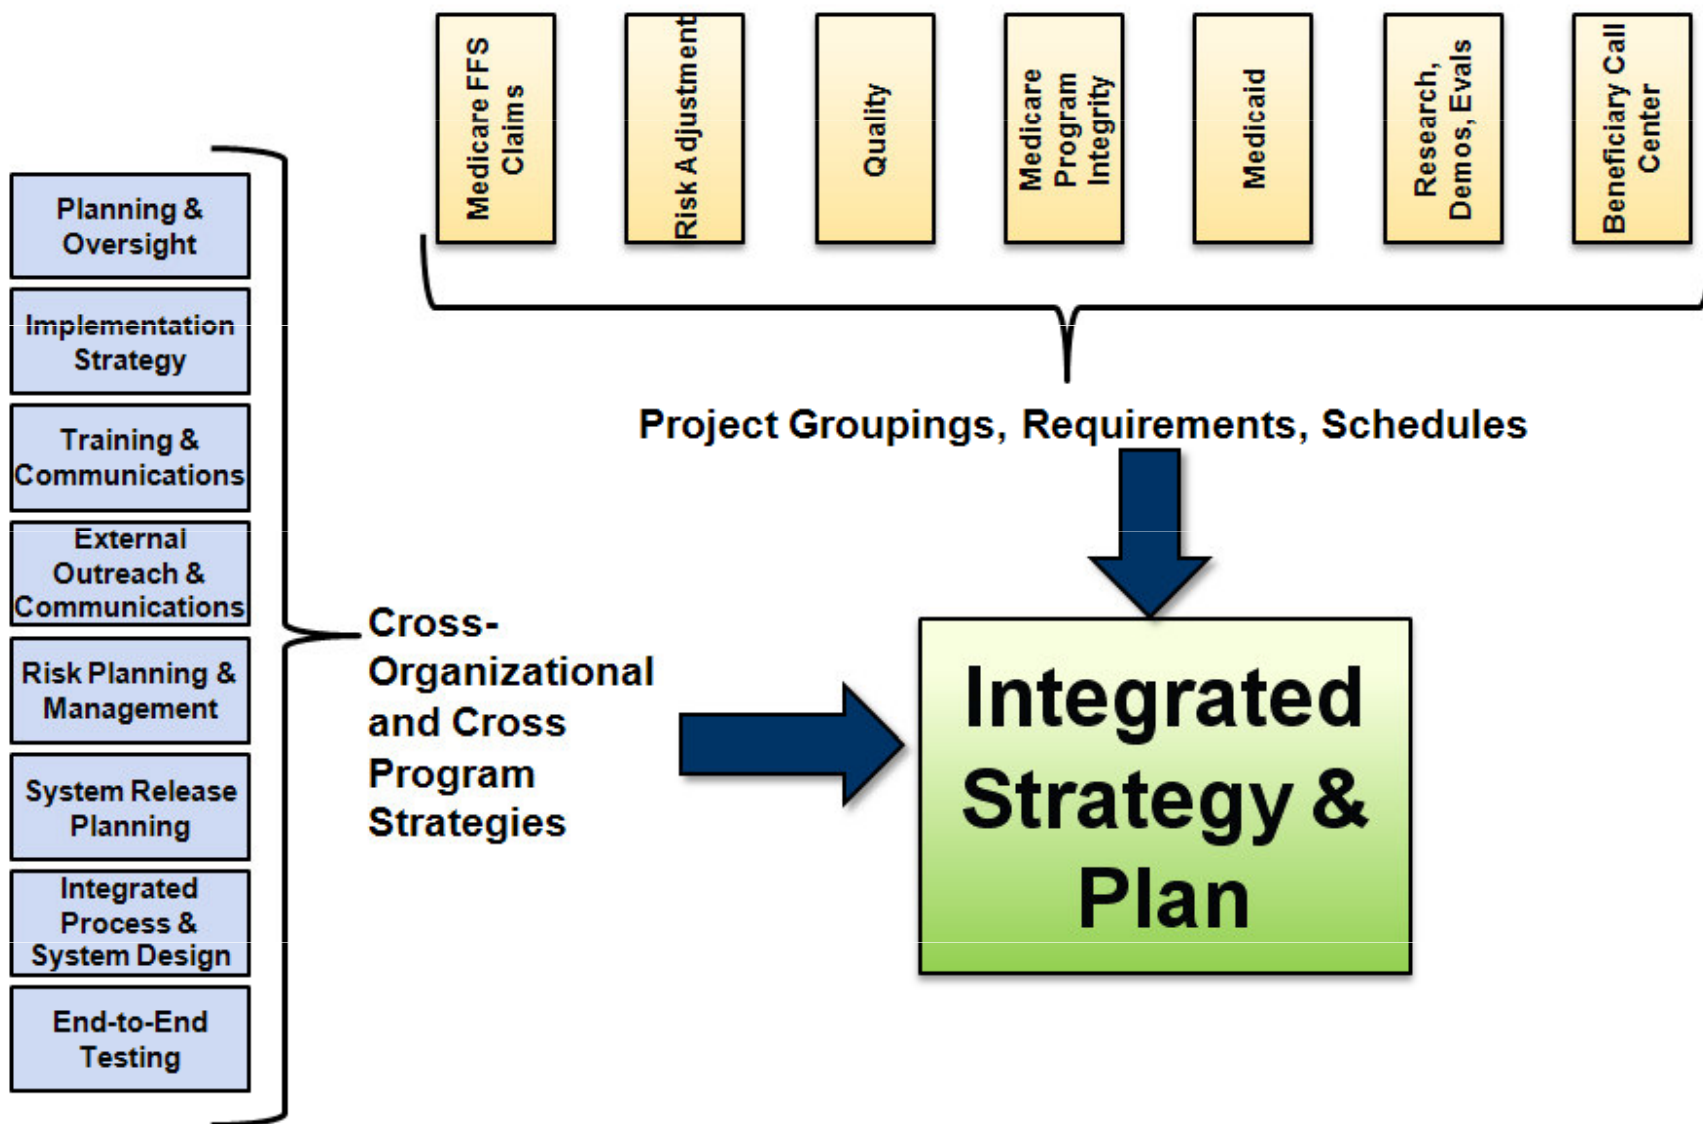 Medicare FFS
Claims
Risk Adjustment
Quality
Medicare
Program
Integrity
Medicaid
Research,
Demos, Evals
Beneficiary Call
Center
Planning &
Oversight
Implementation
Strategy
Training &
Communications
External
Outreach &
Communications
Risk Planning &
Management
System Release
Planning
Integrated
Process &
System Design
End-to-End
Testing
Project Groupings, Requirements, Schedules
Cross-
Organizational
and Cross
Program
Strategies
Integrated
Strategy &
Plan